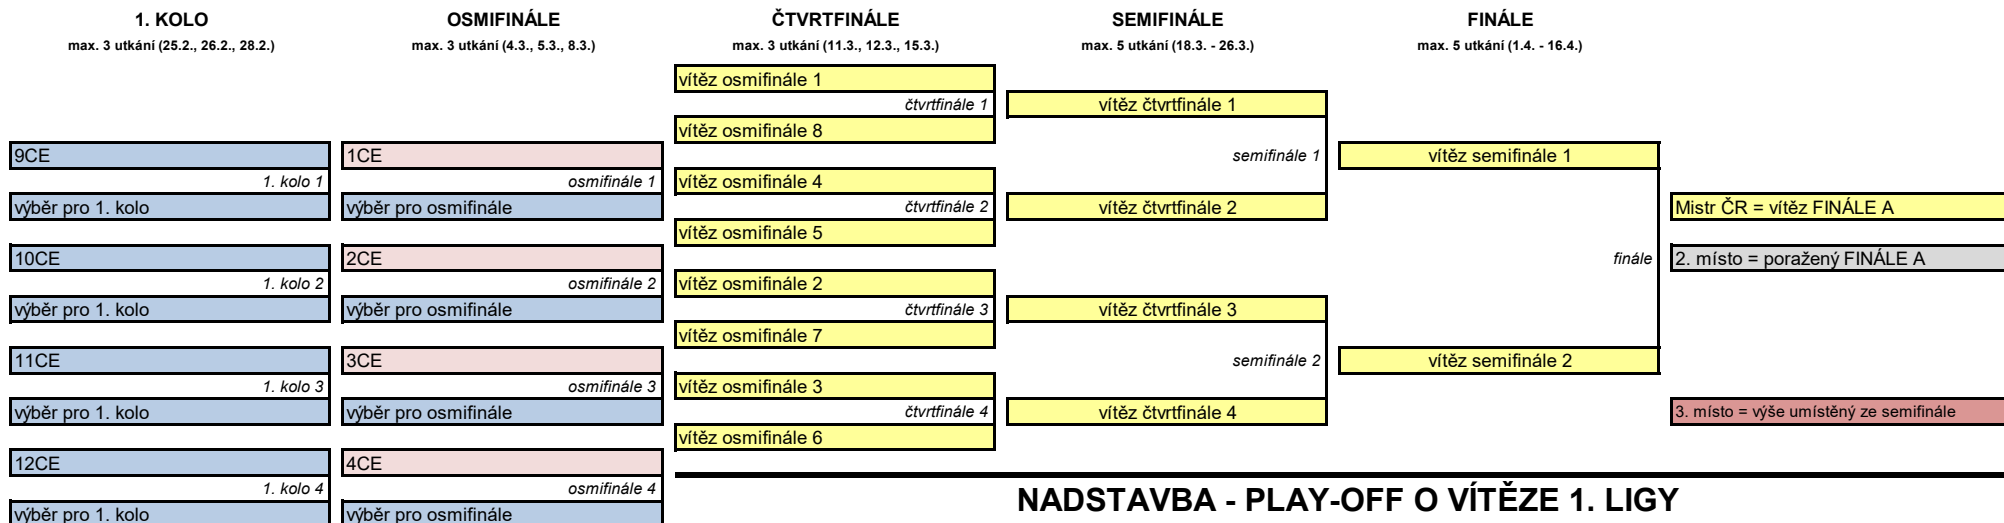 1. KOLO
max. 3 utkání (25.2., 26.2., 28.2.)
OSMIFINÁLE
max. 3 utkání (4.3., 5.3., 8.3.)
ČTVRTFINÁLE
max. 3 utkání (11.3., 12.3., 15.3.)
SEMIFINÁLE
max. 5 utkání (18.3. - 26.3.)
FINÁLE
max. 5 utkání (1.4. - 16.4.)
9CE
1. kolo 1
výběr pro 1. kolo
10CE
1. kolo 2
výběr pro 1. kolo
11CE
1. kolo 3
výběr pro 1. kolo
12CE
1. kolo 4
výběr pro 1. kolo
1CE
osmifinále 1
výběr pro osmifinále
2CE
osmifinále 2
výběr pro osmifinále
3CE
osmifinále 3
výběr pro osmifinále
4CE
osmifinále 4
výběr pro osmifinále
vítěz osmifinále 1
čtvrtfinále 1
vítěz osmifinále 8
vítěz osmifinále 4
čtvrtfinále 2
vítěz osmifinále 5
vítěz osmifinále 2
čtvrtfinále 3
vítěz osmifinále 7
vítěz osmifinále 3
čtvrtfinále 4
vítěz osmifinále 6
vítěz čtvrtfinále 1
semifinále 1
vítěz čtvrtfinále 2
vítěz čtvrtfinále 3
semifinále 2
vítěz čtvrtfinále 4
vítěz semifinále 1
finále
vítěz semifinále 2
Mistr ČR = vítěz FINÁLE A
2. místo = poražený FINÁLE A
3. místo = výše umístěný ze semifinále
NADSTAVBA - PLAY-OFF O VÍTĚZE 1. LIGY